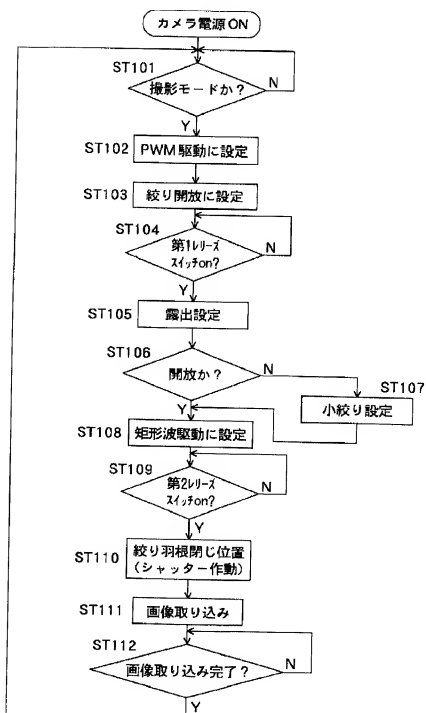 カメラ電源ON
ST101
撮影モードか?
N
Y
ST102
PWM駆動に設定
ST103
絞り開放に設定
ST104
第1レリーズ
スイッチon?
N
Y
ST105
露出設定
ST106
開放か?
N
ST107
小絞り設定
Y
ST108
矩形波駆動に設定
ST109
第2レリーズ
スイッチon?
N
Y
ST110
絞り羽根閉じ位置
(シャッター作動)
ST111
画像取り込み
ST112
画像取り込み完了?
N
Y